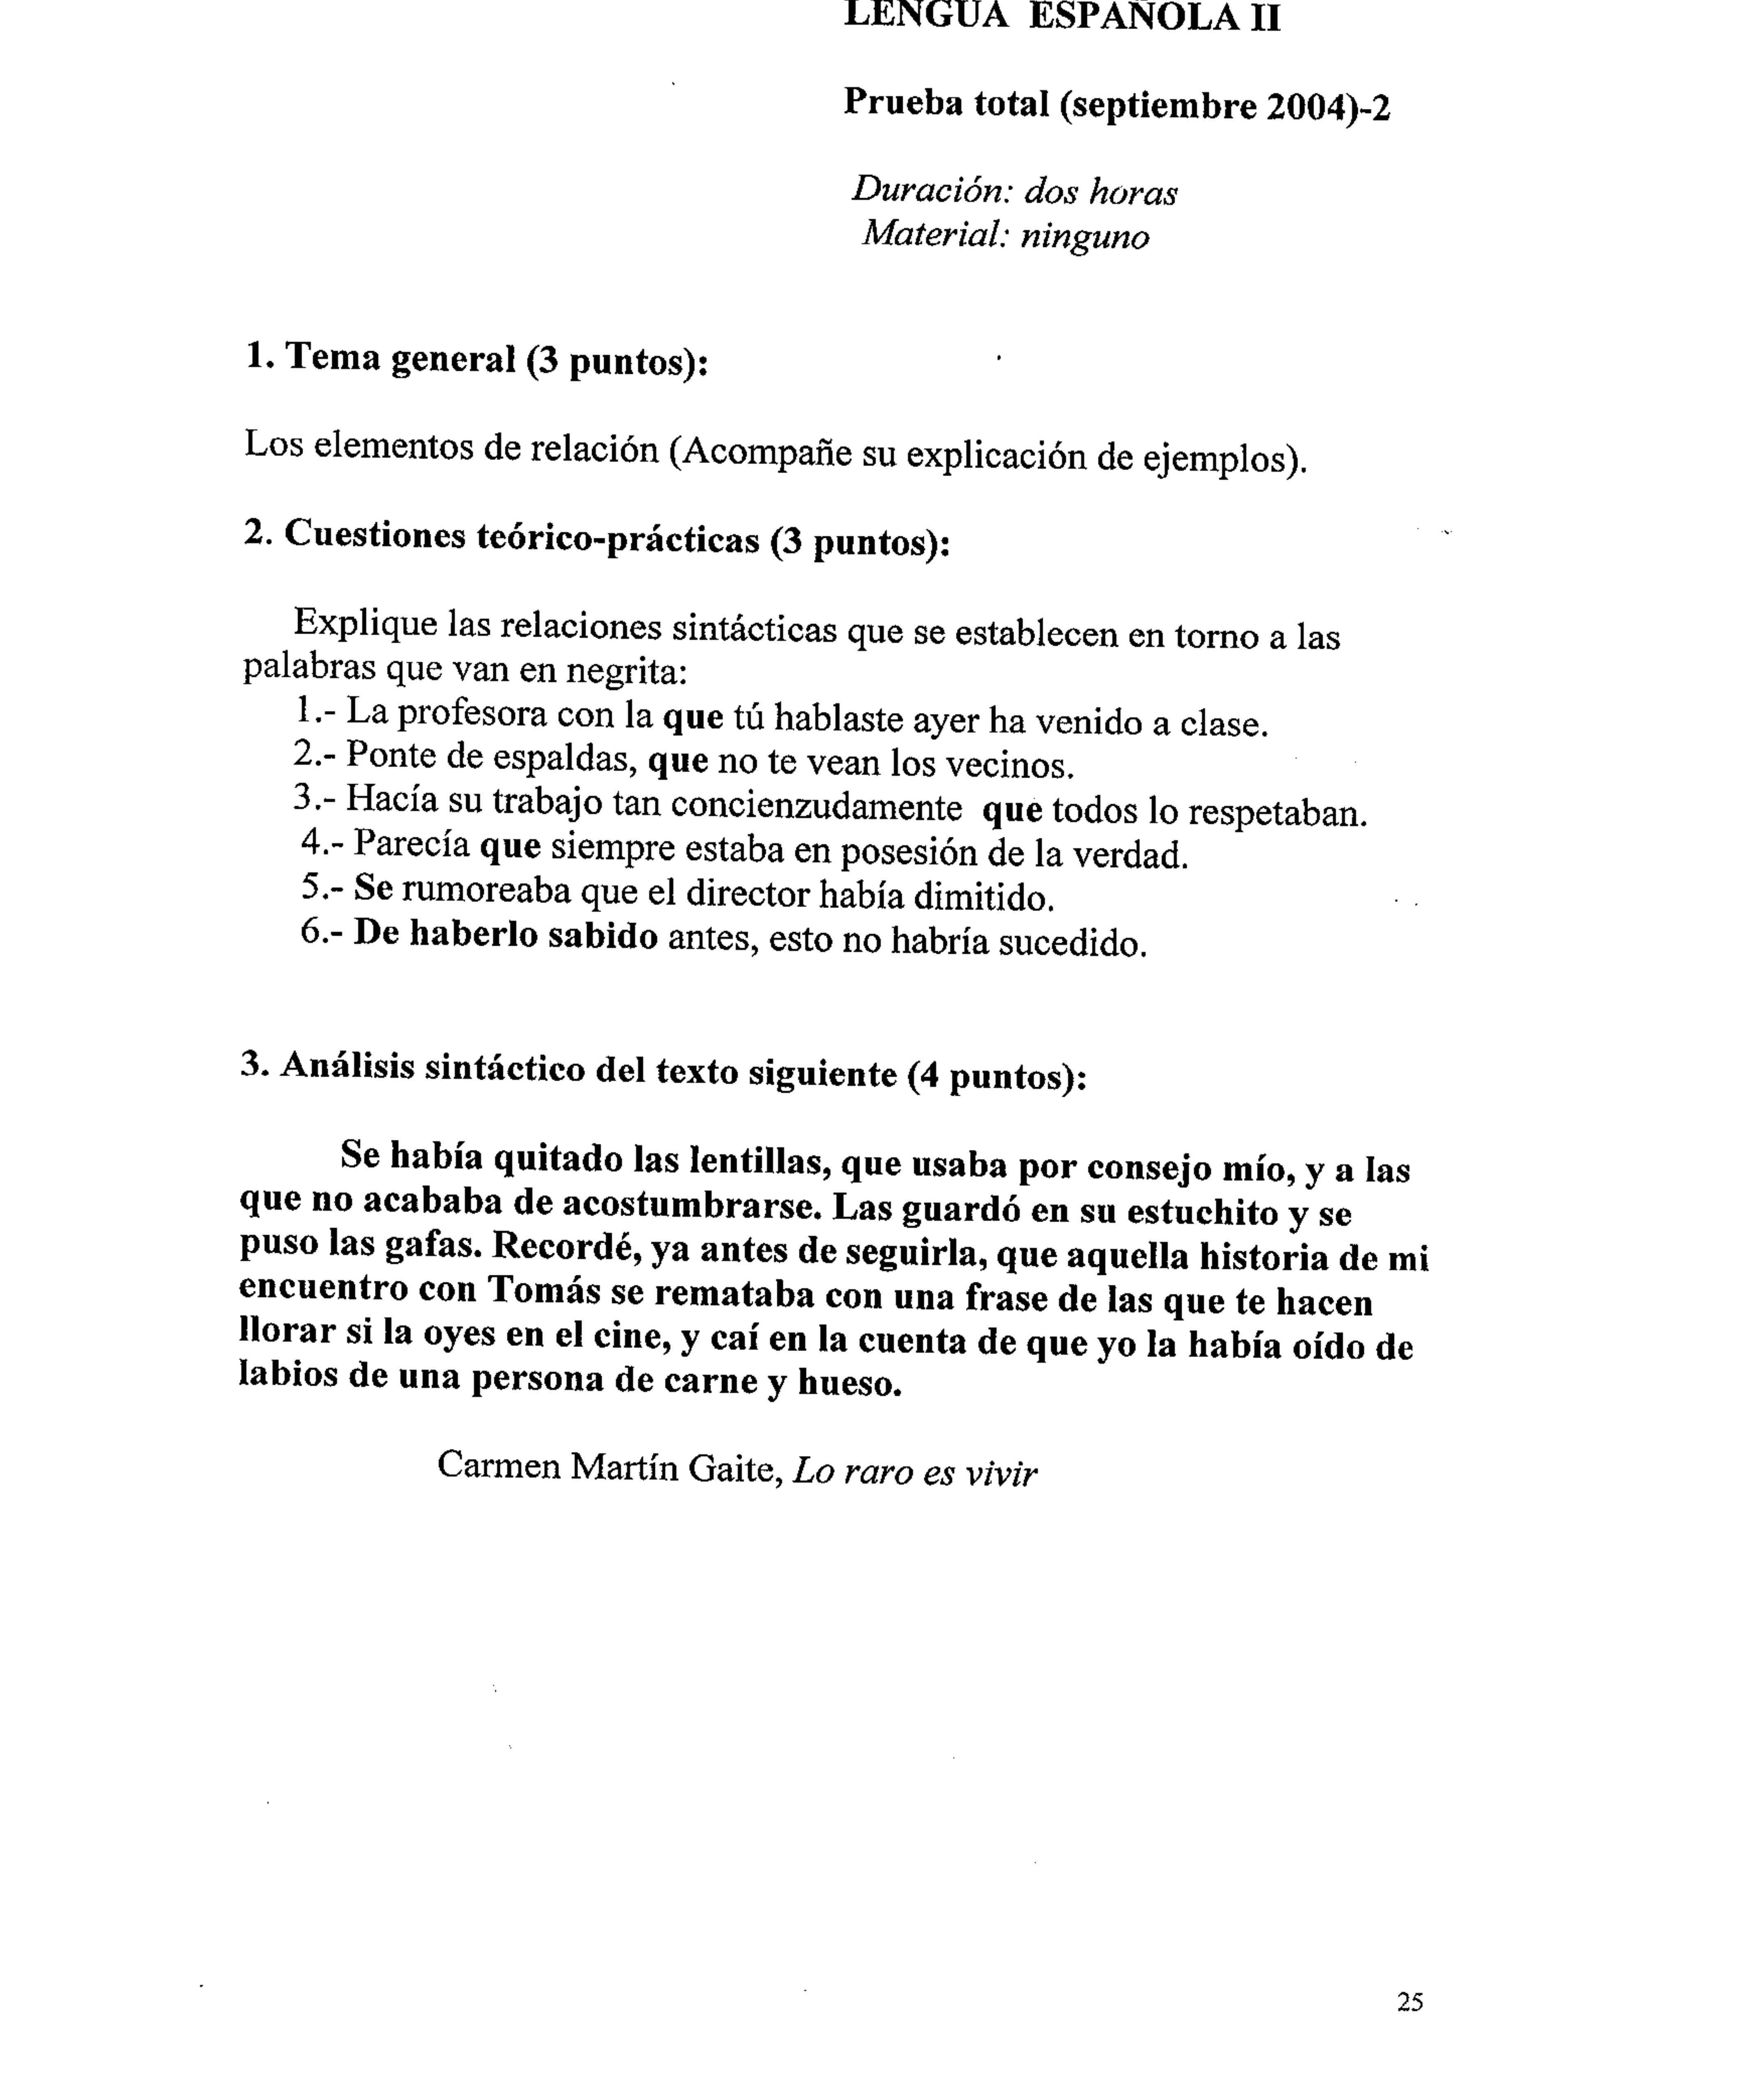 LENGUA ESPAÑOLA II
Prueba total (septiembre 2004)-2
Duración: dos horas
Material: ninguno
1. Tema general (3 puntos):
Los elementos de relación (Acompañe su explicación de ejemplos).
2. Cuestiones teórico-prácticas (3 puntos):
Explique las relaciones sintácticas que se establecen en torno a las
palabras que van en negrita:
1.- La profesora con la que tú hablaste ayer ha venido a clase.
2.- Ponte de espaldas, que no te vean los vecinos.
3.- Hacía su trabajo tan concienzudamente que todos lo respetaban.
4.- Parecía que siempre estaba en posesión de la verdad.
5.- Se rumoreaba que el director había dimitido.
6.- De haberlo sabido antes, esto no habría sucedido.
3. Análisis sintáctico del texto siguiente (4 puntos):
Se había quitado las lentillas, que usaba por consejo mío, y a las
que no acababa de acostumbrarse. Las guardó en su estuchito y se
puso las gafas. Recordé, ya antes de seguirla, que aquella historia de mi
encuentro con Tomás se remataba con una frase de las que te hacen
llorar si la oyes en el cine, y caí en la cuenta de que yo la había oído de
labios de una persona de carne y hueso.
Carmen Martín Gaite, Lo raro es vivir
25